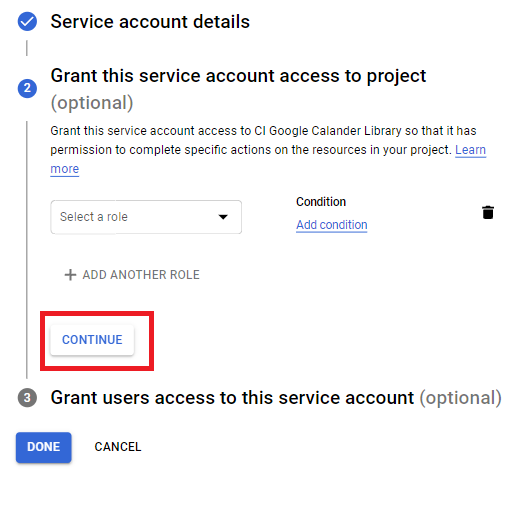 Service account details
2
Grant this service account access to project
(optional)
Grant this service account access to CI Google Calander Library so that it has
permission to complete specific actions on the resources in your project. Learn
more
Condition
Select a role
Add condition
ADD ANOTHER ROLE
CONTINUE
3
Grant users access to this service account (optional)
DONE
CANCEL